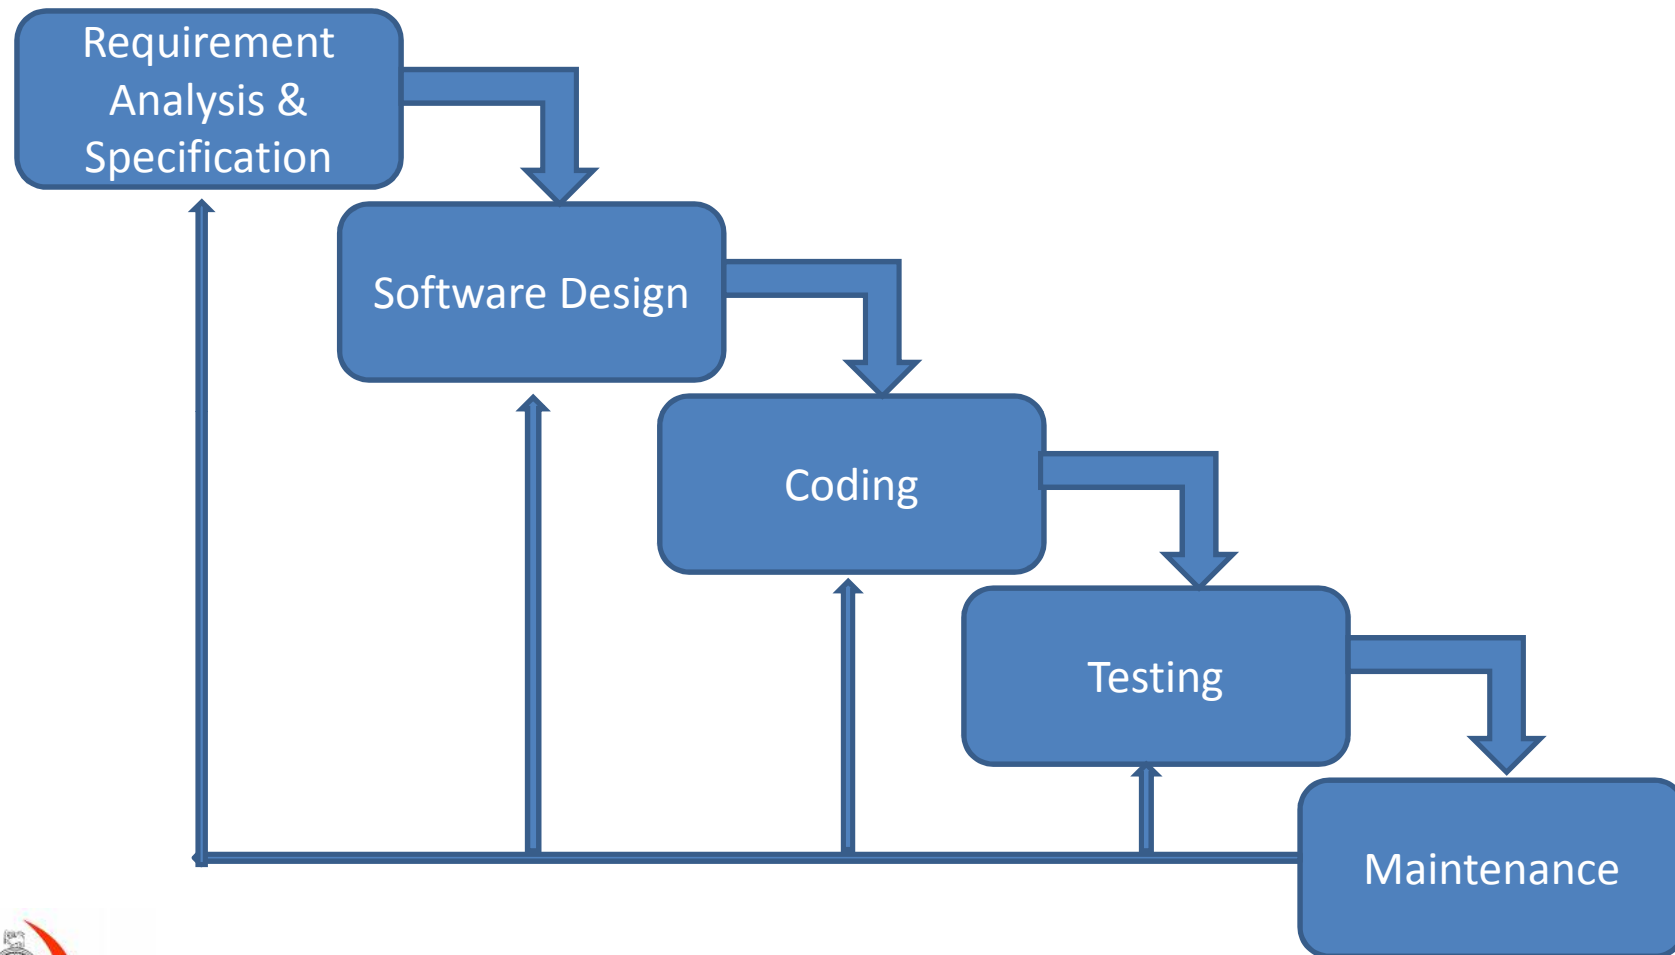 Requirement
Analysis &
Specification
Software Design
Coding
Testing
Maintenance